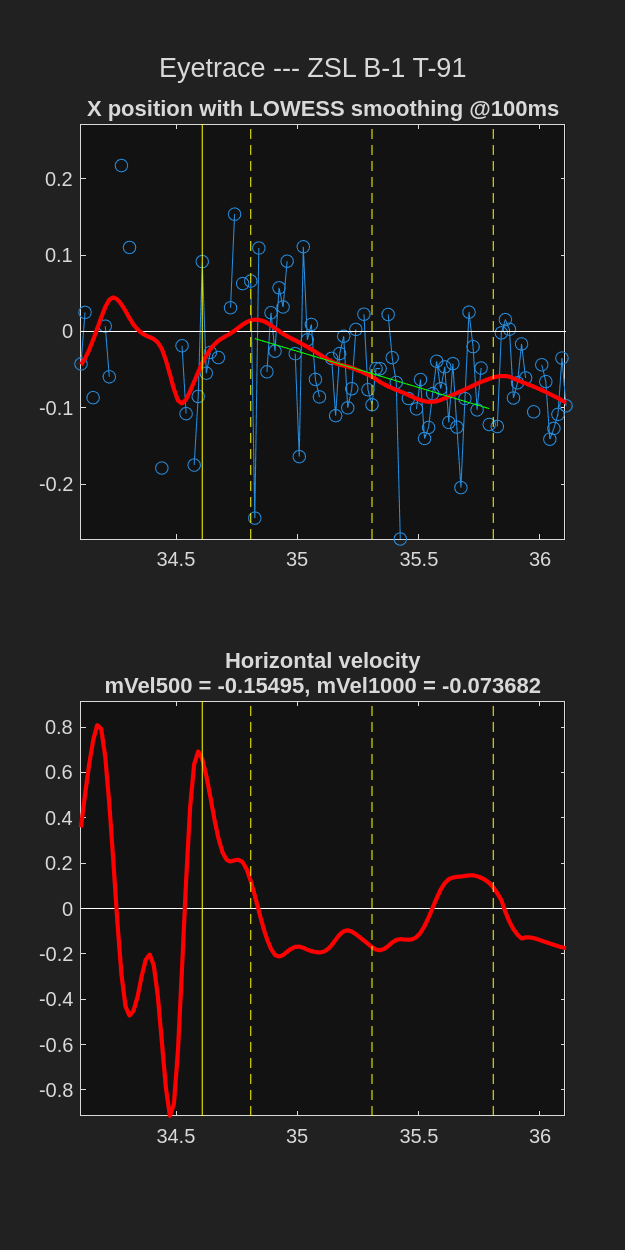 Eyetrace --- ZSL B-1 T-91
X position with LOWESS smoothing @100ms
0.2
0.1
0
-0.1
-0.2
34.5 35 35.5 36
Horizontal velocity
mVel500 = -0.15495, mVel1000 = -0.073682
0.8
0.6
0.4
0.2
0
-0.2
-0.4
-0.6
-0.8
34.5 35 35.5 36